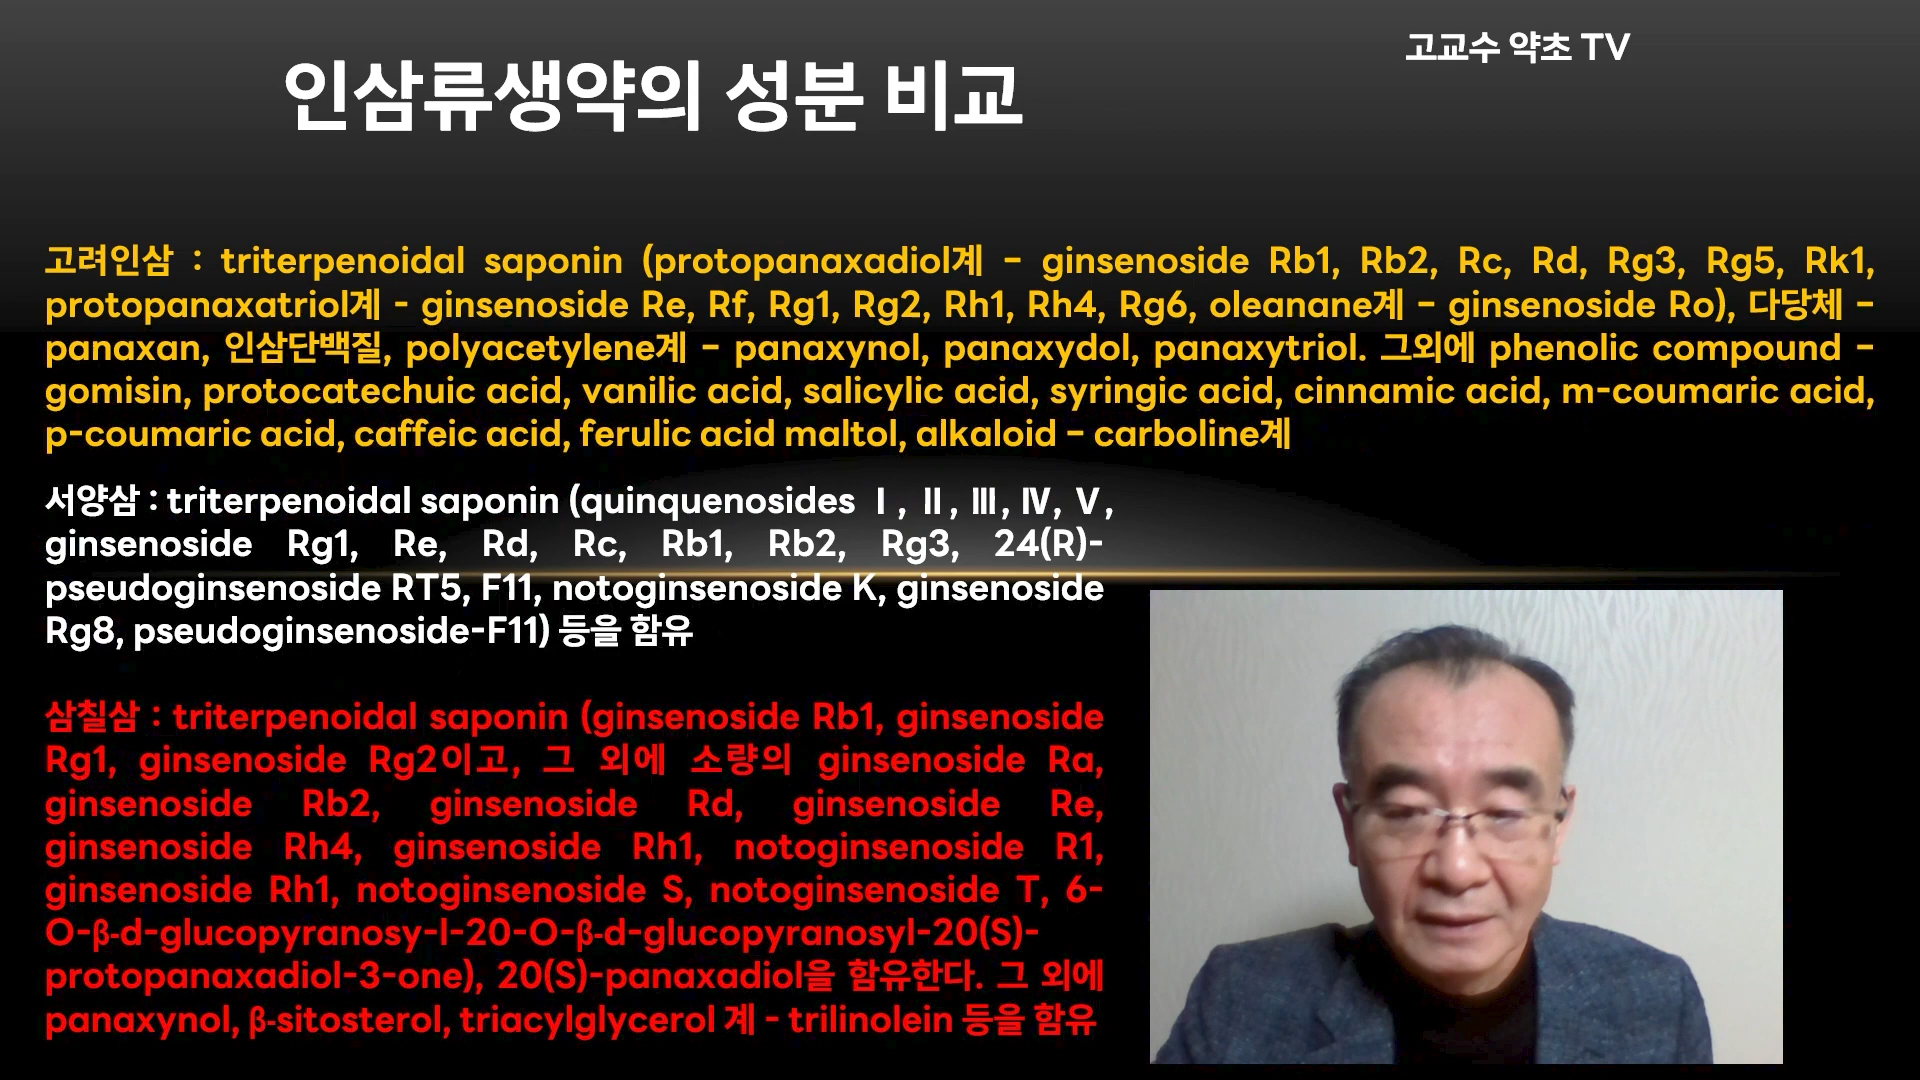 고교수 약초 TV
인삼류생약의 성분 비교
고려인삼 : triterpenoidal saponin (protopanaxadiol계 – ginsenoside Rb1, Rb2, Rc, Rd, Rg3, Rg5, Rk1,
protopanaxatriol계 - ginsenoside Re, Rf, Rg1, Rg2, Rh1, Rh4, Rg6, oleanane계 – ginsenoside Ro), 다당체 –
panaxan, 인삼단백질, polyacetylene계 – panaxynol, panaxydol, panaxytriol. 그외에 phenolic compound –
gomisin, protocatechuic acid, vanilic acid, salicylic acid, syringic acid, cinnamic acid, m-coumaric acid,
p-coumaric acid, caffeic acid, ferulic acid maltol, alkaloid – carboline계
서양삼 : triterpenoidal saponin (quinquenosides Ⅰ, Ⅱ, Ⅲ, Ⅳ, Ⅴ,
ginsenoside Rg1, Re, Rd, Rc, Rb1, Rb2, Rg3, 24(R)-
pseudoginsenoside RT5, F11, notoginsenoside K, ginsenoside
Rg8, pseudoginsenoside-F11) 등을 함유
삼칠삼 : triterpenoidal saponin (ginsenoside Rb1, ginsenoside
Rg1, ginsenoside Rg2이고, 그 외에 소량의 ginsenoside Ra,
ginsenoside Rb2, ginsenoside Rd, ginsenoside Re,
ginsenoside Rh4, ginsenoside Rh1, notoginsenoside R1,
ginsenoside Rh1, notoginsenoside S, notoginsenoside T, 6-
O-β-d-glucopyranosy-l-20-O-β-d-glucopyranosyl-20(S)-
protopanaxadiol-3-one), 20(S)-panaxadiol을 함유한다. 그 외에
panaxynol, β-sitosterol, triacylglycerol 계 - trilinolein 등을 함유